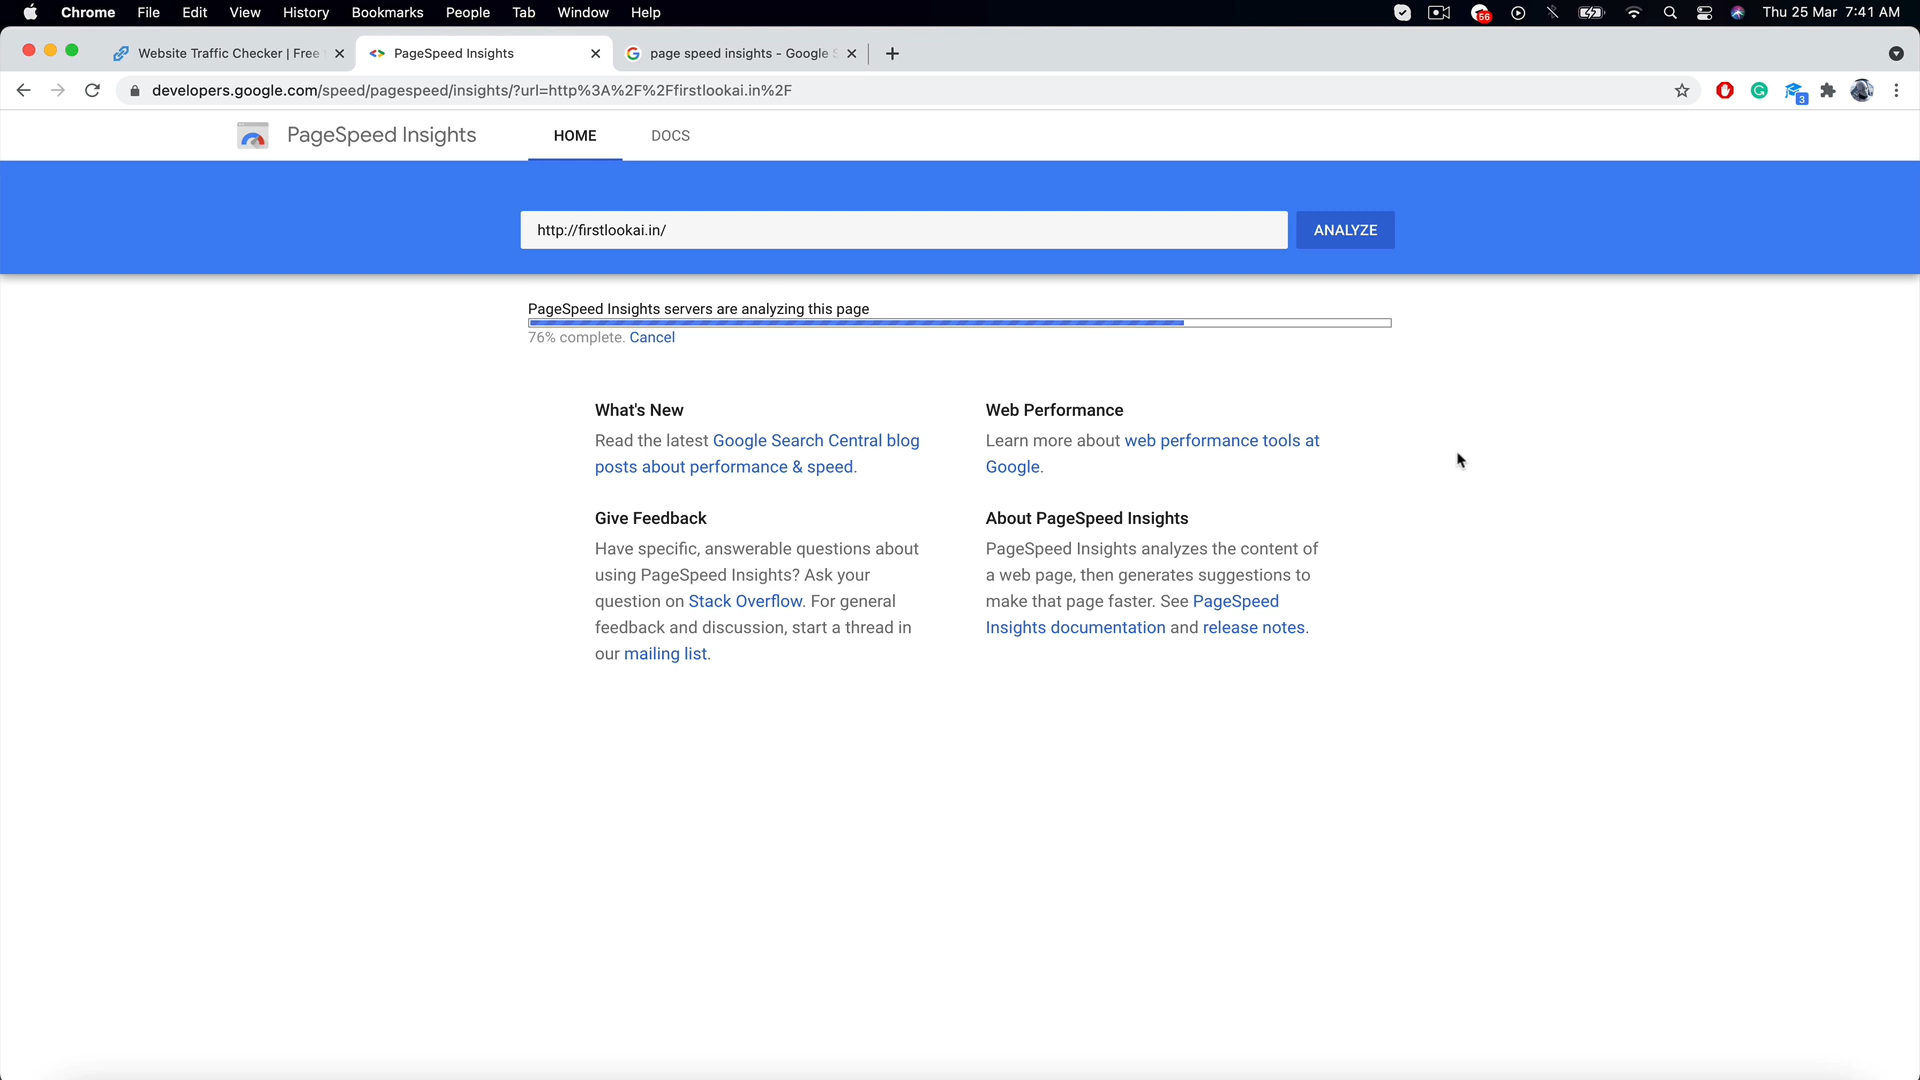 Chrome File Edit View History Bookmarks People Tab Window Help 56 Thu 25 Mar 7:41 AM
Website Traffic Checker | Free PageSpeed Insights page speed insights - Google
developers.google.com/speed/pagespeed/insights/?url=http%3A%2F%2Ffirstlookai.in%2F 3
PageSpeed Insights HOME DOCS
http://firstlookai.in/ ANALYZE
PageSpeed Insights servers are analyzing this page
76% complete. Cancel
What's New
Read the latest Google Search Central blog
posts about performance & speed.
Web Performance
Learn more about web performance tools at
Google.
Give Feedback
Have specific, answerable questions about
using PageSpeed Insights? Ask your
question on Stack Overflow. For general
feedback and discussion, start a thread in
our mailing list.
About PageSpeed Insights
PageSpeed Insights analyzes the content of
a web page, then generates suggestions to
make that page faster. See PageSpeed
Insights documentation and release notes.